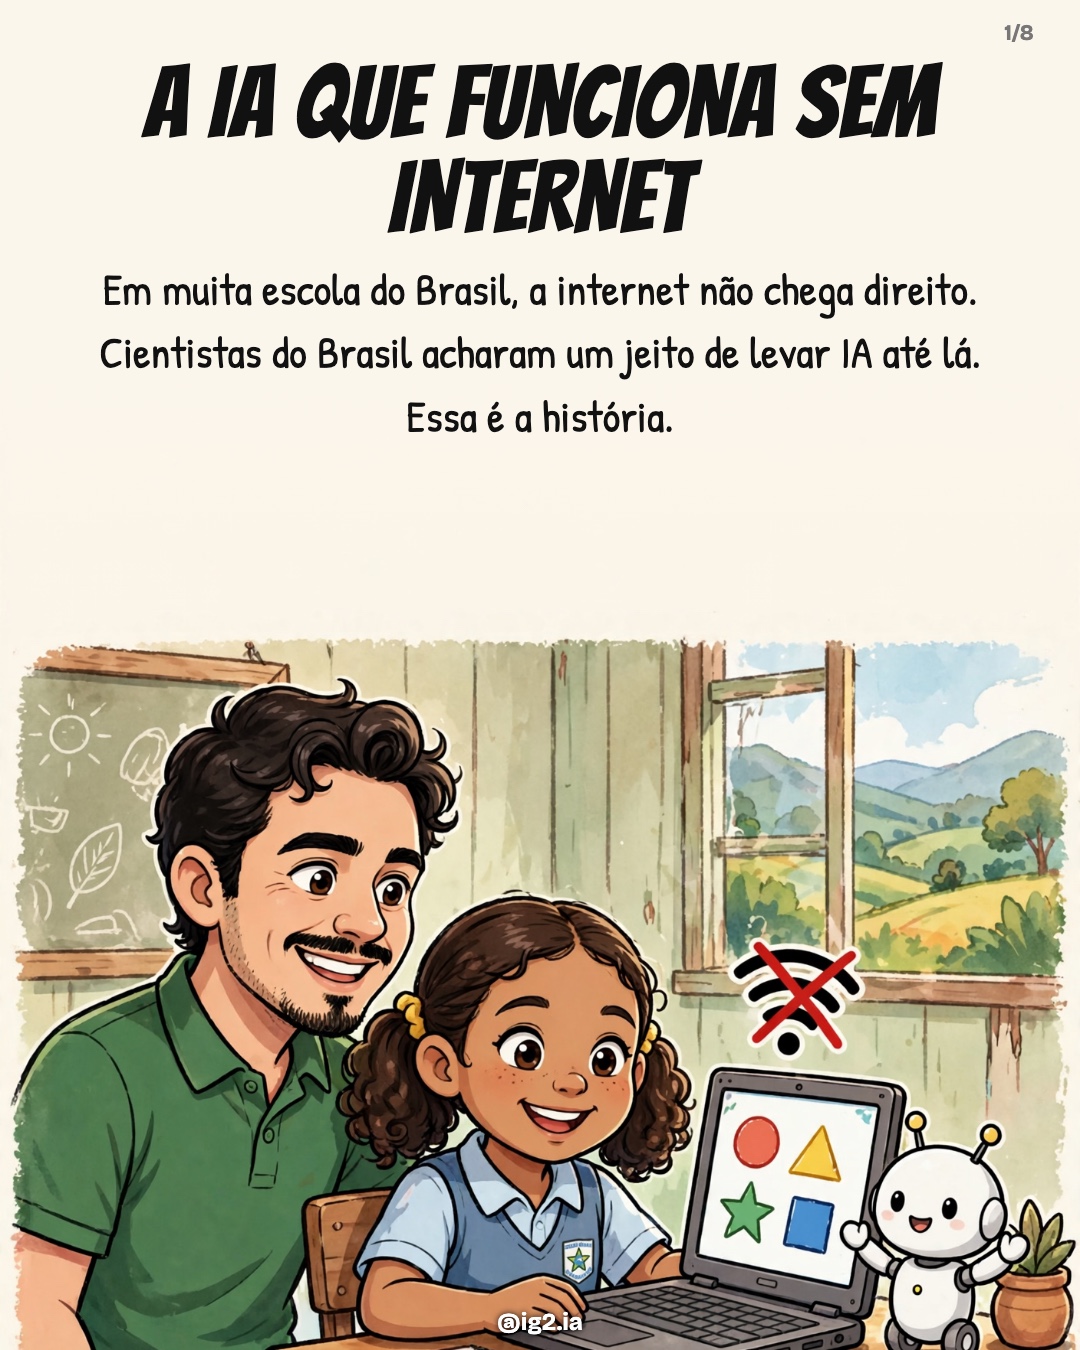 1/8
A IA QUE FUNCIONA SEM
INTERNET
Em muita escola do Brasil, a internet não chega direito.
Cientistas do Brasil acharam um jeito de levar IA até lá.
Essa é a história.
@ig2.ia